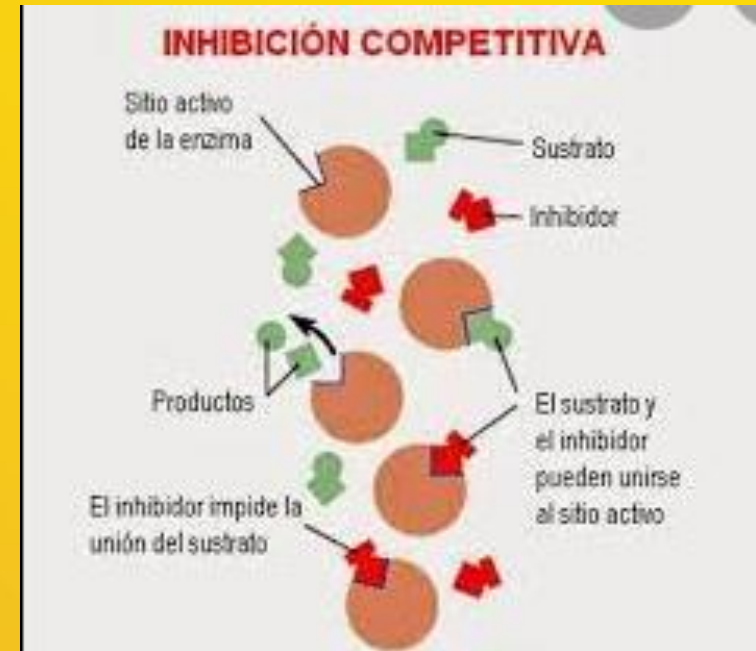 INHIBICIÓN COMPETITIVA
Sitio activo
de la enzima
Sustrato
Inhibidor
Productos
El sustrato y
el inhibidor
pueden unirse
al sitio activo
El inhibidor impide la
unión del sustrato